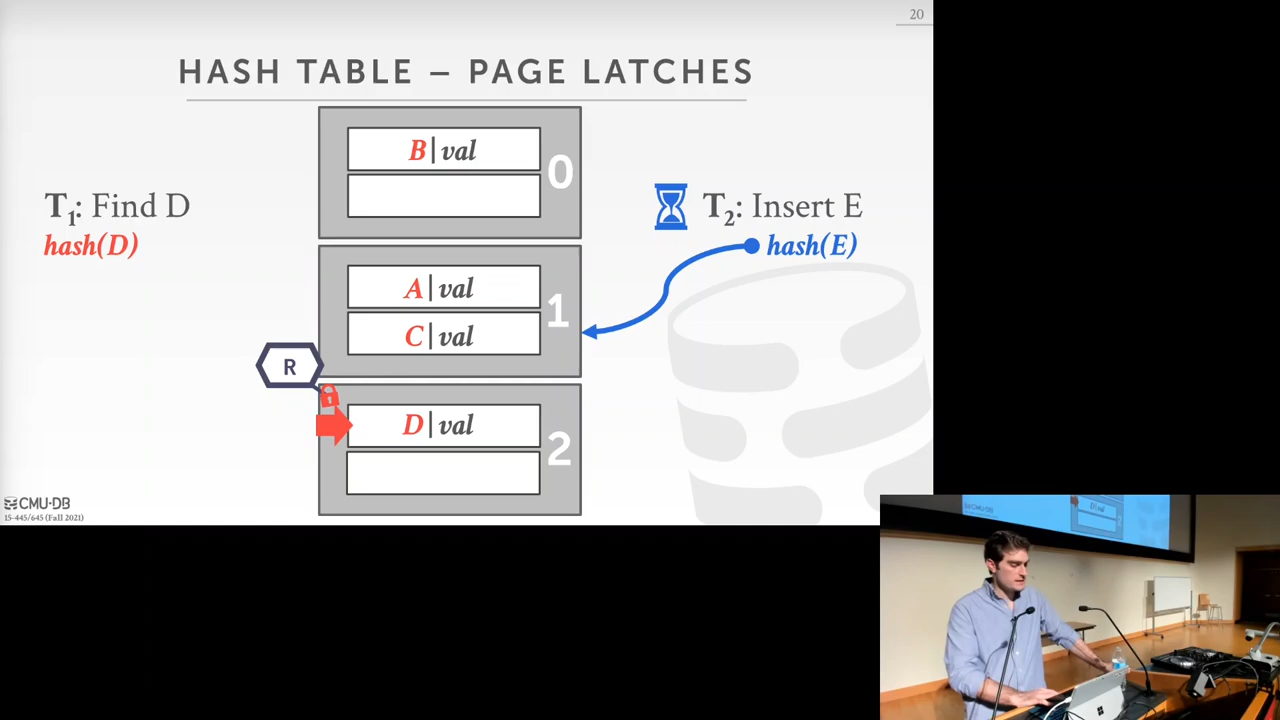 20
HASH TABLE – PAGE LATCHES
B|val
0
T1: Find D
hash(D)
T2: Insert E
hash(E)
A|val
C|val
1
R
D|val
2
CMU·DB
15-445/645 (Fall 2021)
D|val